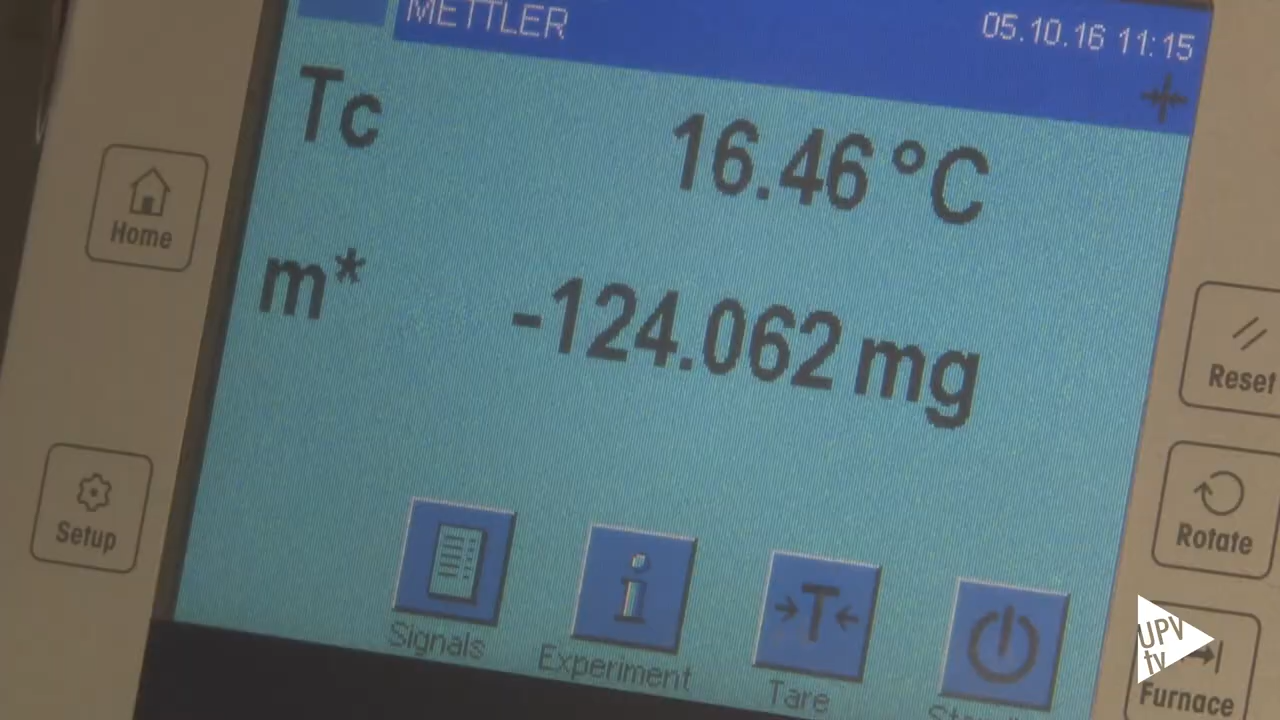 METTLER
05.10.16 11:15
Tc 16.46 °C
m* -124.062 mg
Home
Setup
Reset
Rotate
Furnace
Signals
Experiment
Tare
UPV
tv